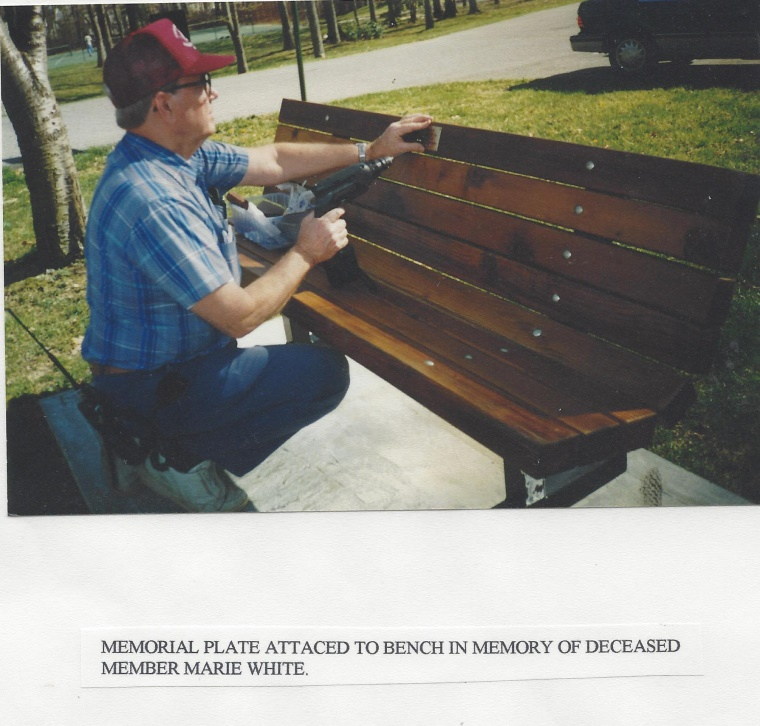 MEMORIAL PLATE ATTACED TO BENCH IN MEMORY OF DECEASED
MEMBER MARIE WHITE.